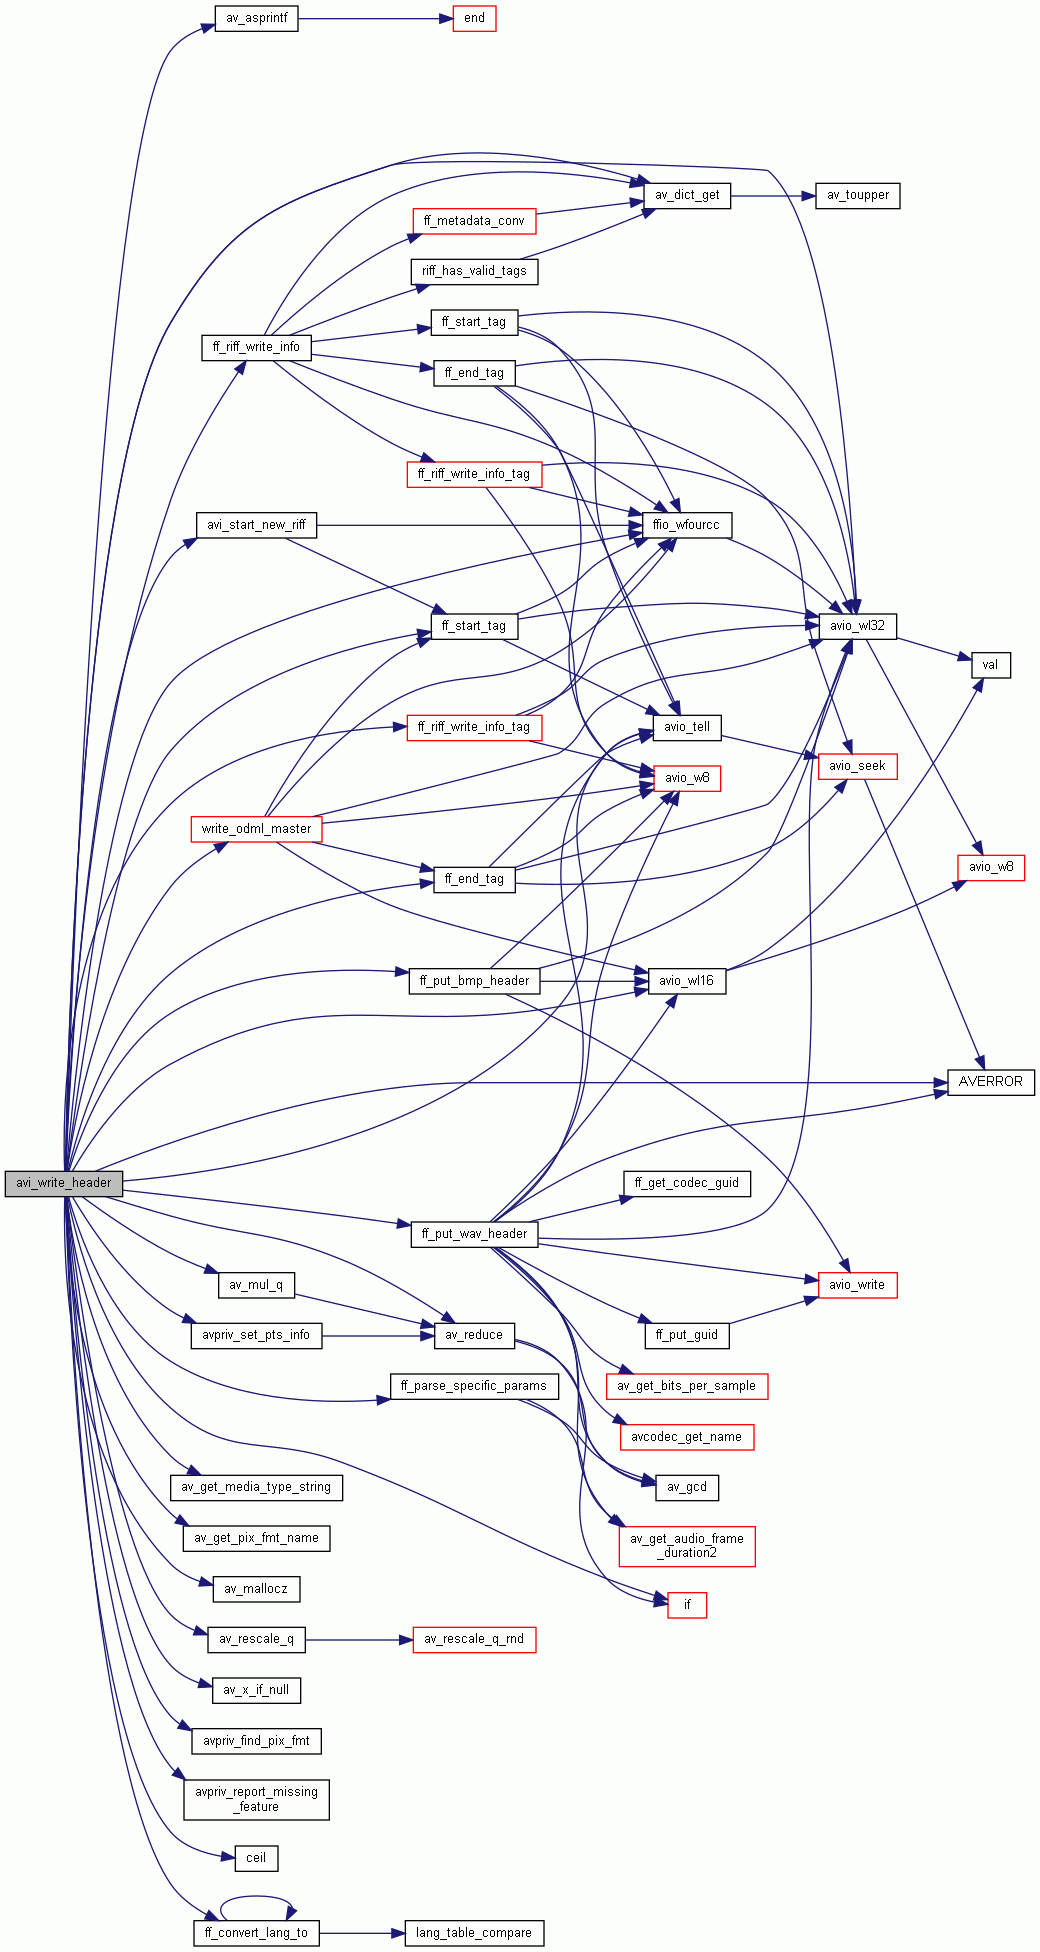 av_asprintf
end
av_dict_get
av_toupper
ff_metadata_conv
riff_has_valid_tags
ff_start_tag
ff_riff_write_info
ff_end_tag
ff_riff_write_info_tag
avi_start_new_riff
ffio_wfourcc
ff_start_tag
avio_wl32
val
ff_riff_write_info_tag
avio_tell
avio_seek
avio_w8
write_odml_master
avio_w8
ff_end_tag
ff_put_bmp_header
avio_wl16
AVERROR
avi_write_header
ff_get_codec_guid
ff_put_wav_header
av_mul_q
avio_write
avpriv_set_pts_info
av_reduce
ff_put_guid
ff_parse_specific_params
av_get_bits_per_sample
avcodec_get_name
av_get_media_type_string
av_gcd
av_get_pix_fmt_name
av_get_audio_frame
_duration2
av_mallocz
if
av_rescale_q
av_rescale_q_rnd
av_x_if_null
avpriv_find_pix_fmt
avpriv_report_missing
_feature
ceil
ff_convert_lang_to
lang_table_compare